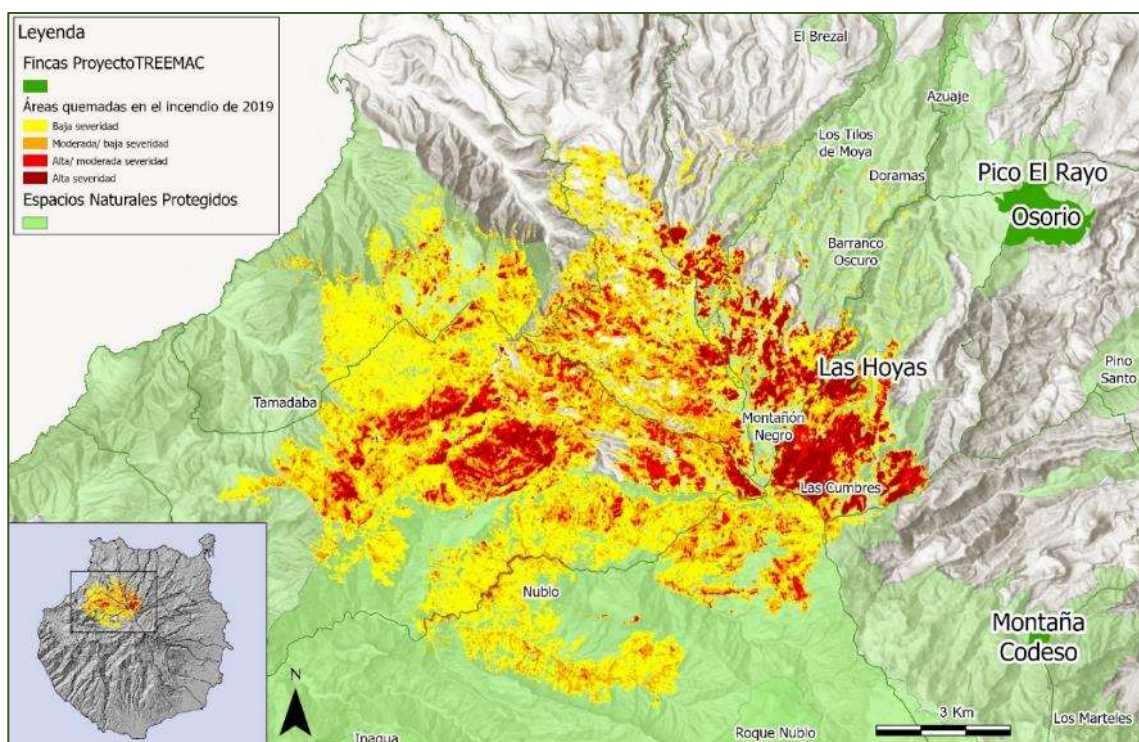 Leyenda
Fincas ProyectoTREEMAC
Áreas quemadas en el incendio de 2019
Baja severidad
Moderada/ baja severidad
Alta/ moderada severidad
Alta severidad
Espacios Naturales Protegidos
El Brezal
Azuaje
Los Tilos
de Moya
Doramas
Pico El Rayo
Osorio
Barranco
Oscuro
Las Hoyas
Pino
Santo
Tamadaba
Montañón
Negro
Las Cumbres
Nublo
Montaña
Codeso
N
3 Km
Los Marteles
Roque Nublo
Inagua